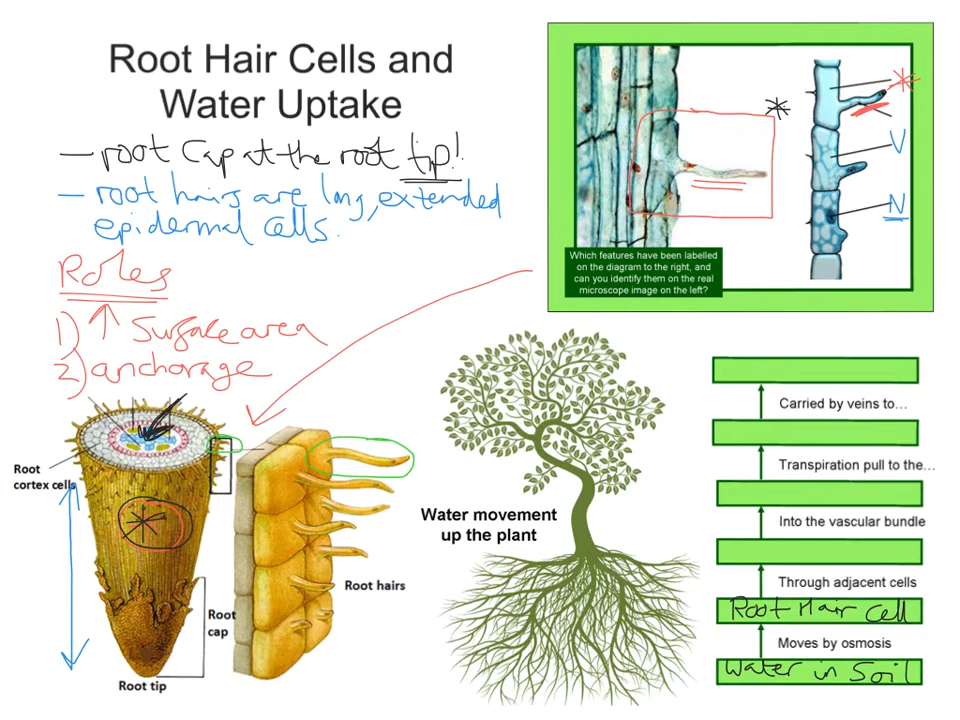 Root Hair Cells and
Water Uptake
— root Cap at the root tip!
— root hairs are long, extended
epidermal cells.
Roles
1) ↑ Surface area
2) anchorage
Which features have been labelled
on the diagram to the right, and
can you identify them on the real
microscope image on the left?
*
*
V
N
Root
cortex cells
*
Root
cap
Root tip
Root hairs
Water movement
up the plant
Carried by veins to…
Transpiration pull to the…
Into the vascular bundle
Through adjacent cells
Root Hair Cell
Moves by osmosis
Water in Soil